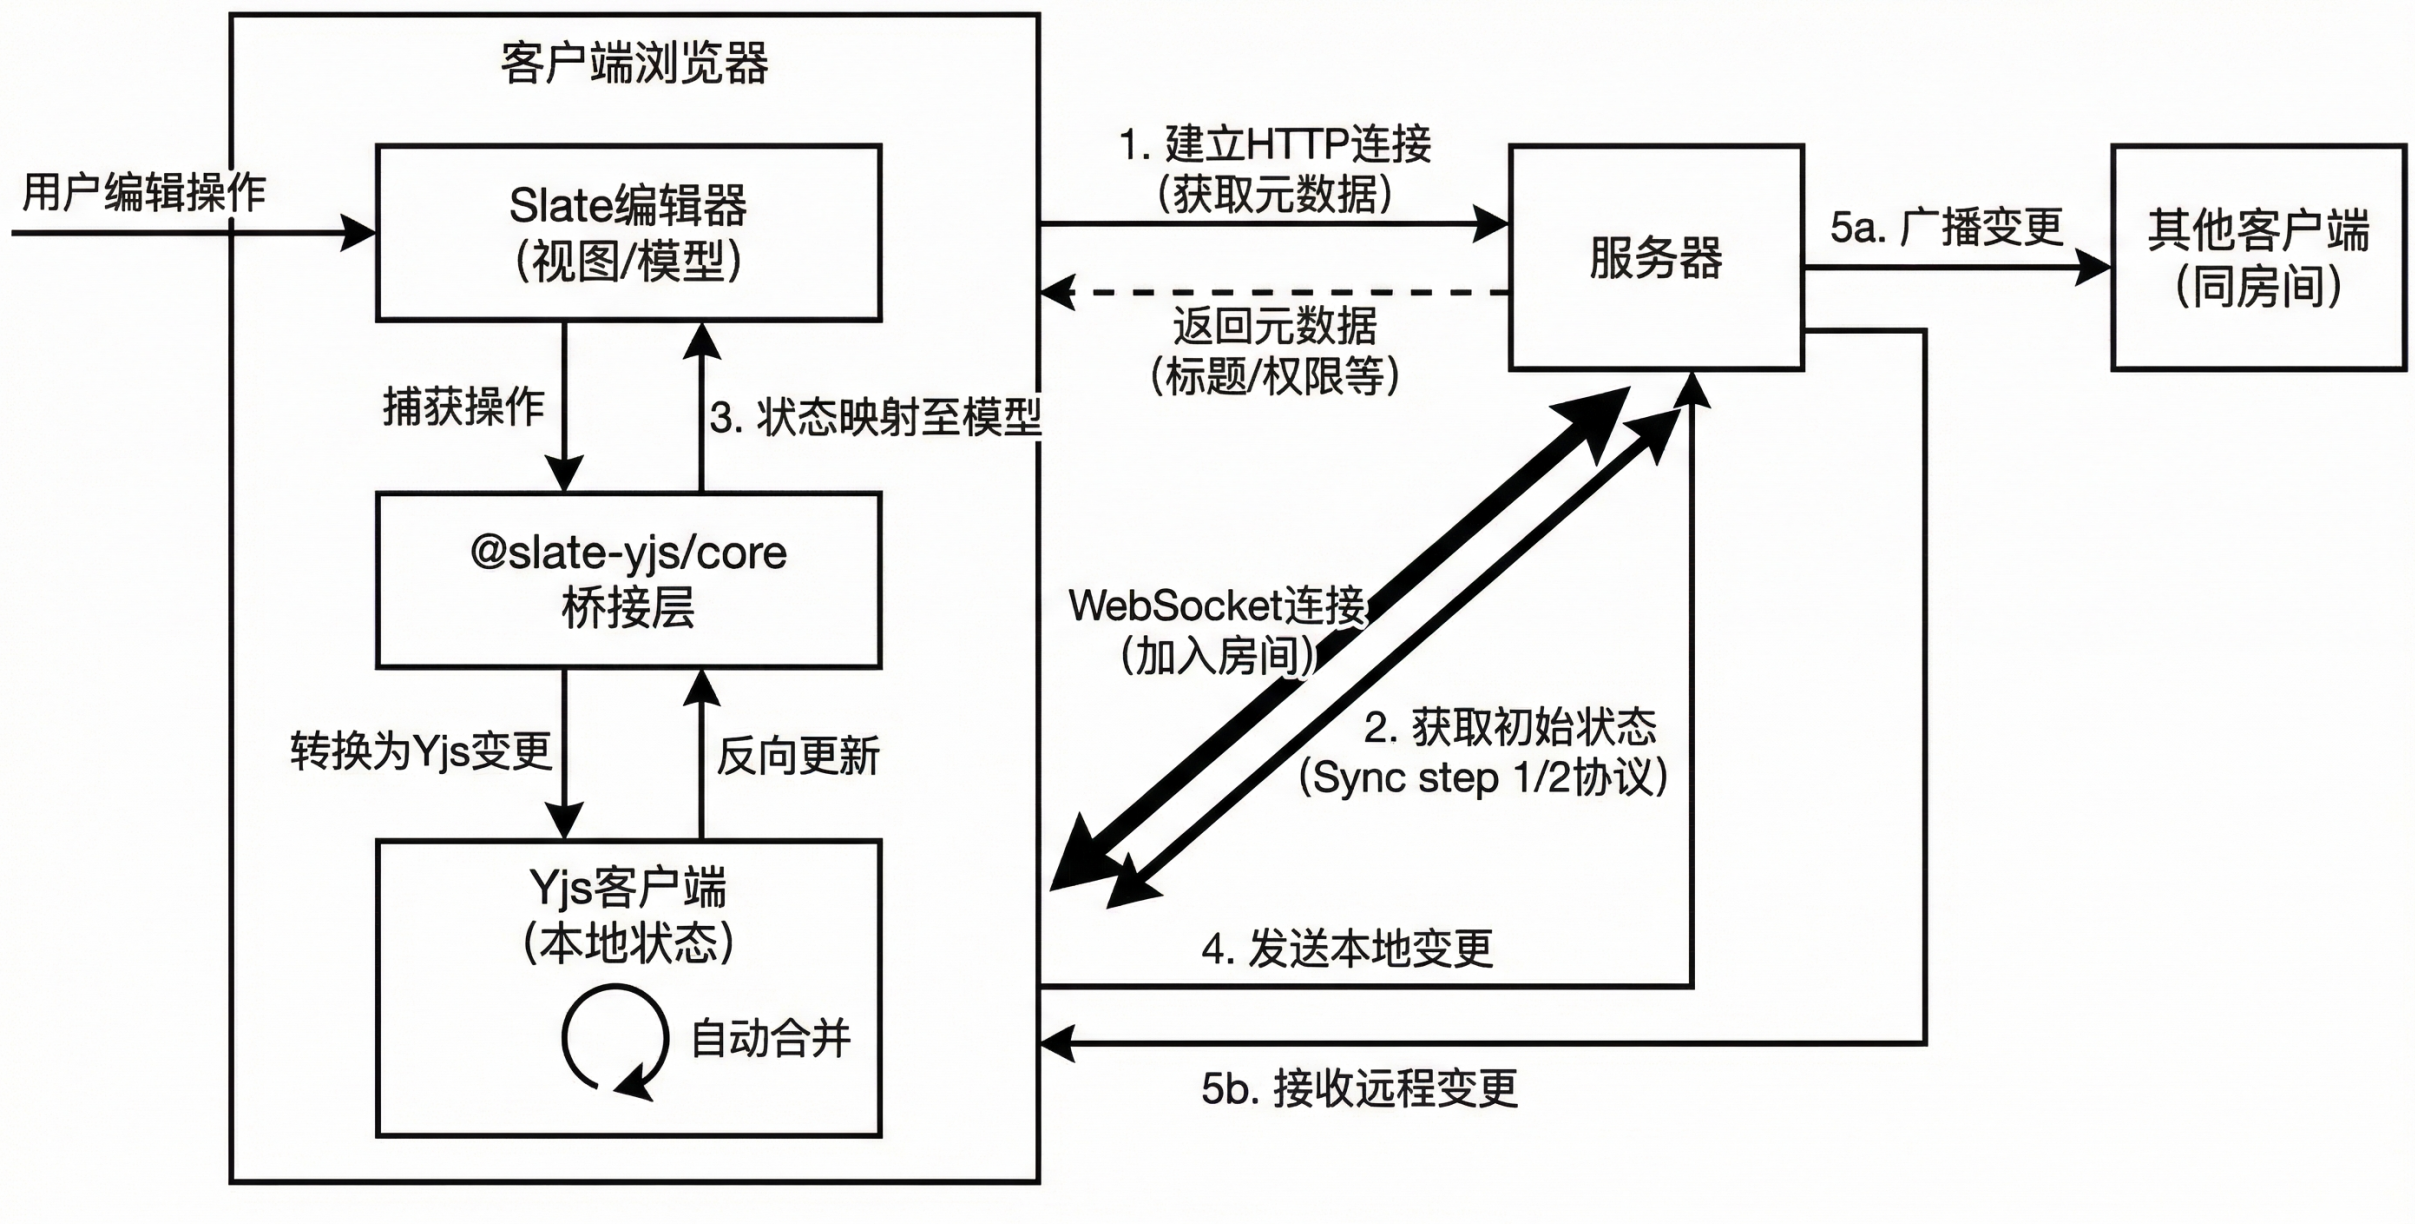 客户端浏览器
用户编辑操作
Slate编辑器
（视图/模型）
捕获操作
3. 状态映射至模型
@slate-yjs/core
桥接层
转换为Yjs变更
反向更新
Yjs客户端
（本地状态）
自动合并
1. 建立HTTP连接
（获取元数据）
返回元数据
（标题/权限等）
服务器
5a. 广播变更
其他客户端
（同房间）
WebSocket连接
（加入房间）
2. 获取初始状态
（Sync step 1/2协议）
4. 发送本地变更
5b. 接收远程变更